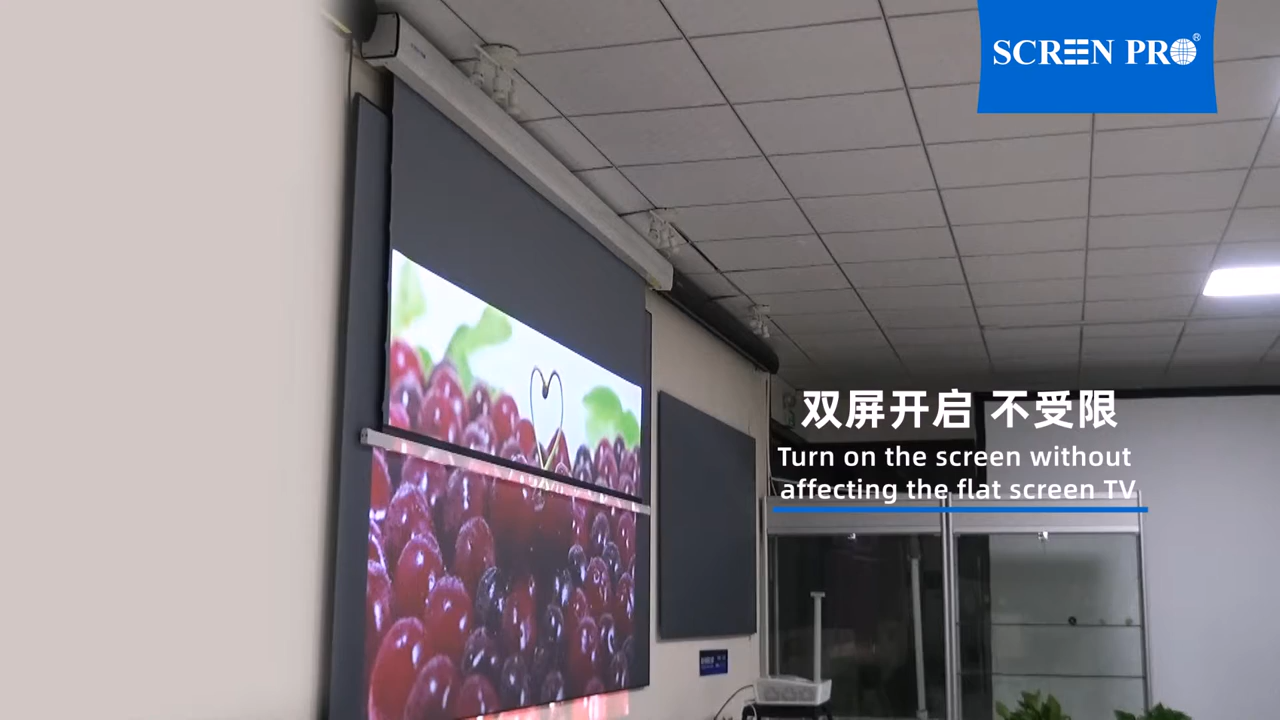 SCREEN PRO®
双屏开启 不受限
Turn on the screen without
affecting the flat screen TV